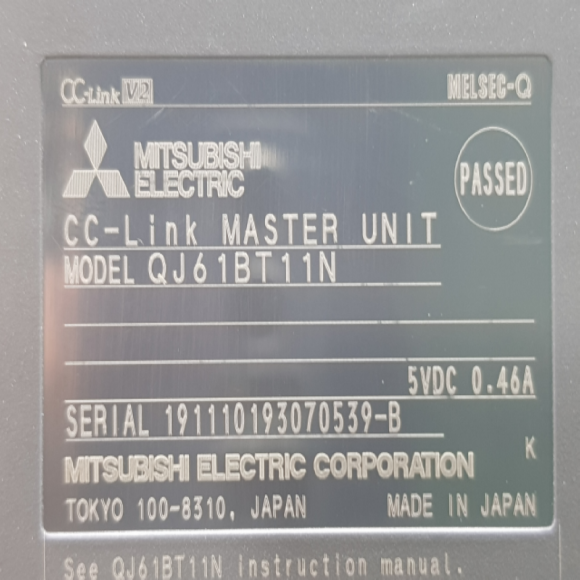 CC-Link V2 MELSEC-Q
MITSUBISHI
ELECTRIC
PASSED
CC-Link MASTER UNIT
MODEL QJ61BT11N
5VDC 0.46A
SERIAL 191110193070539-B
K
MITSUBISHI ELECTRIC CORPORATION
TOKYO 100-8310, JAPAN MADE IN JAPAN
See QJ61BT11N instruction manual.